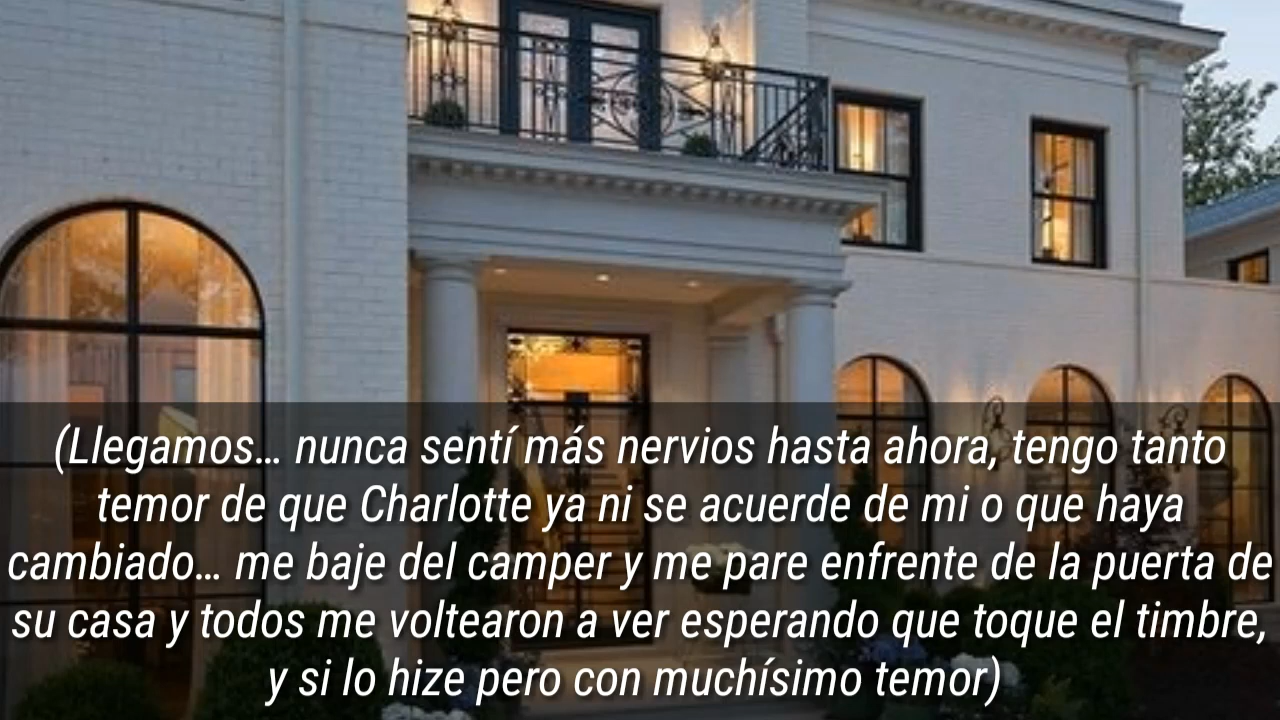 (Llegamos... nunca sentí más nervios hasta ahora, tengo tanto
temor de que Charlotte ya ni se acuerde de mi o que haya
cambiado... me baje del camper y me pare enfrente de la puerta de
su casa y todos me voltearon a ver esperando que toque el timbre,
y si lo hize pero con muchísimo temor)